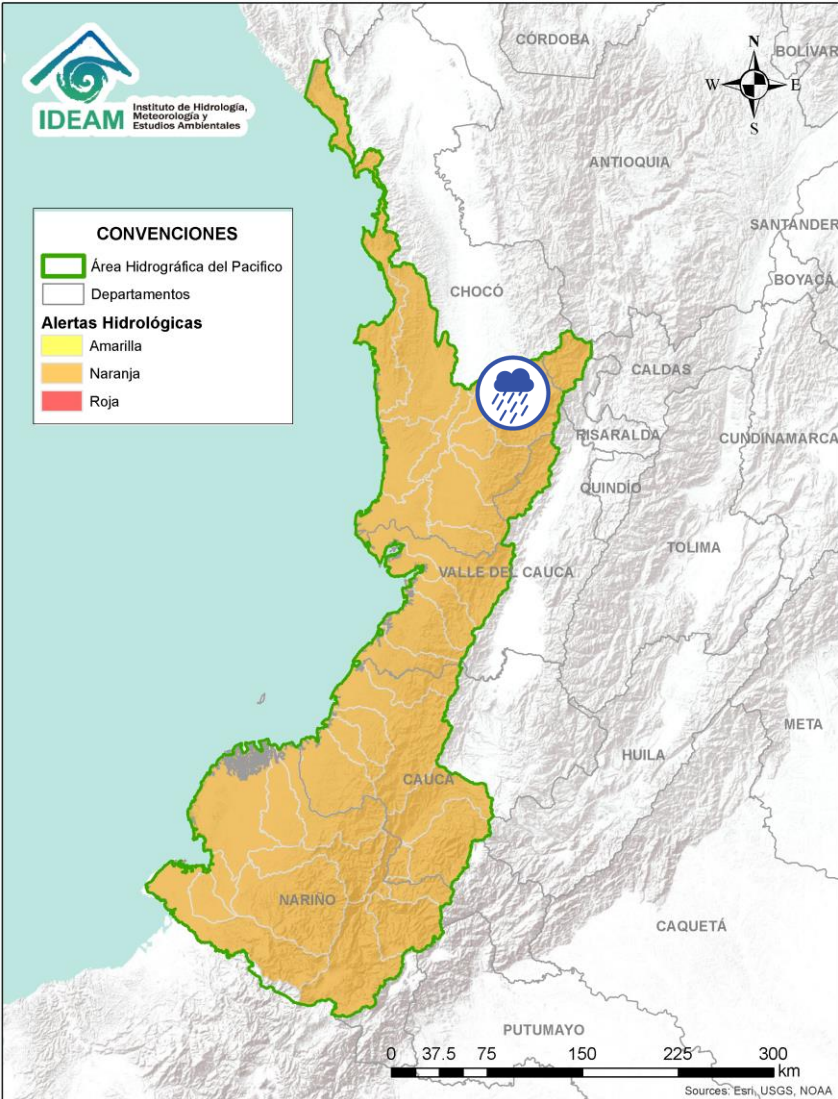 IDEAM
Instituto de Hidrología,
Meteorología y
Estudios Ambientales
N
W
E
S
CÓRDOBA
BOLÍVAR
ANTIOQUIA
SANTANDER
BOYACÁ
CHOCÓ
CALDAS
RISARALDA
CUNDINAMARCA
QUINDÍO
TOLIMA
VALLE DEL CAUCA
META
HUILA
CAUCA
NARIÑO
CAQUETÁ
PUTUMAYO
CONVENCIONES
Área Hidrográfica del Pacifico
Departamentos
Alertas Hidrológicas
Amarilla
Naranja
Roja
0 37.5 75 150 225 300
km
Sources: Esri, USGS, NOAA